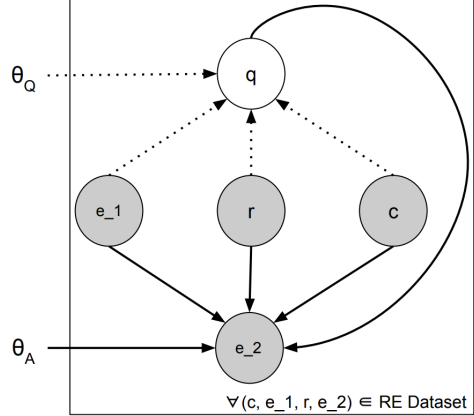 q
θ_Q
e_1
r
c
θ_A
e_2
∀(c, e_1, r, e_2) ∈ RE Dataset